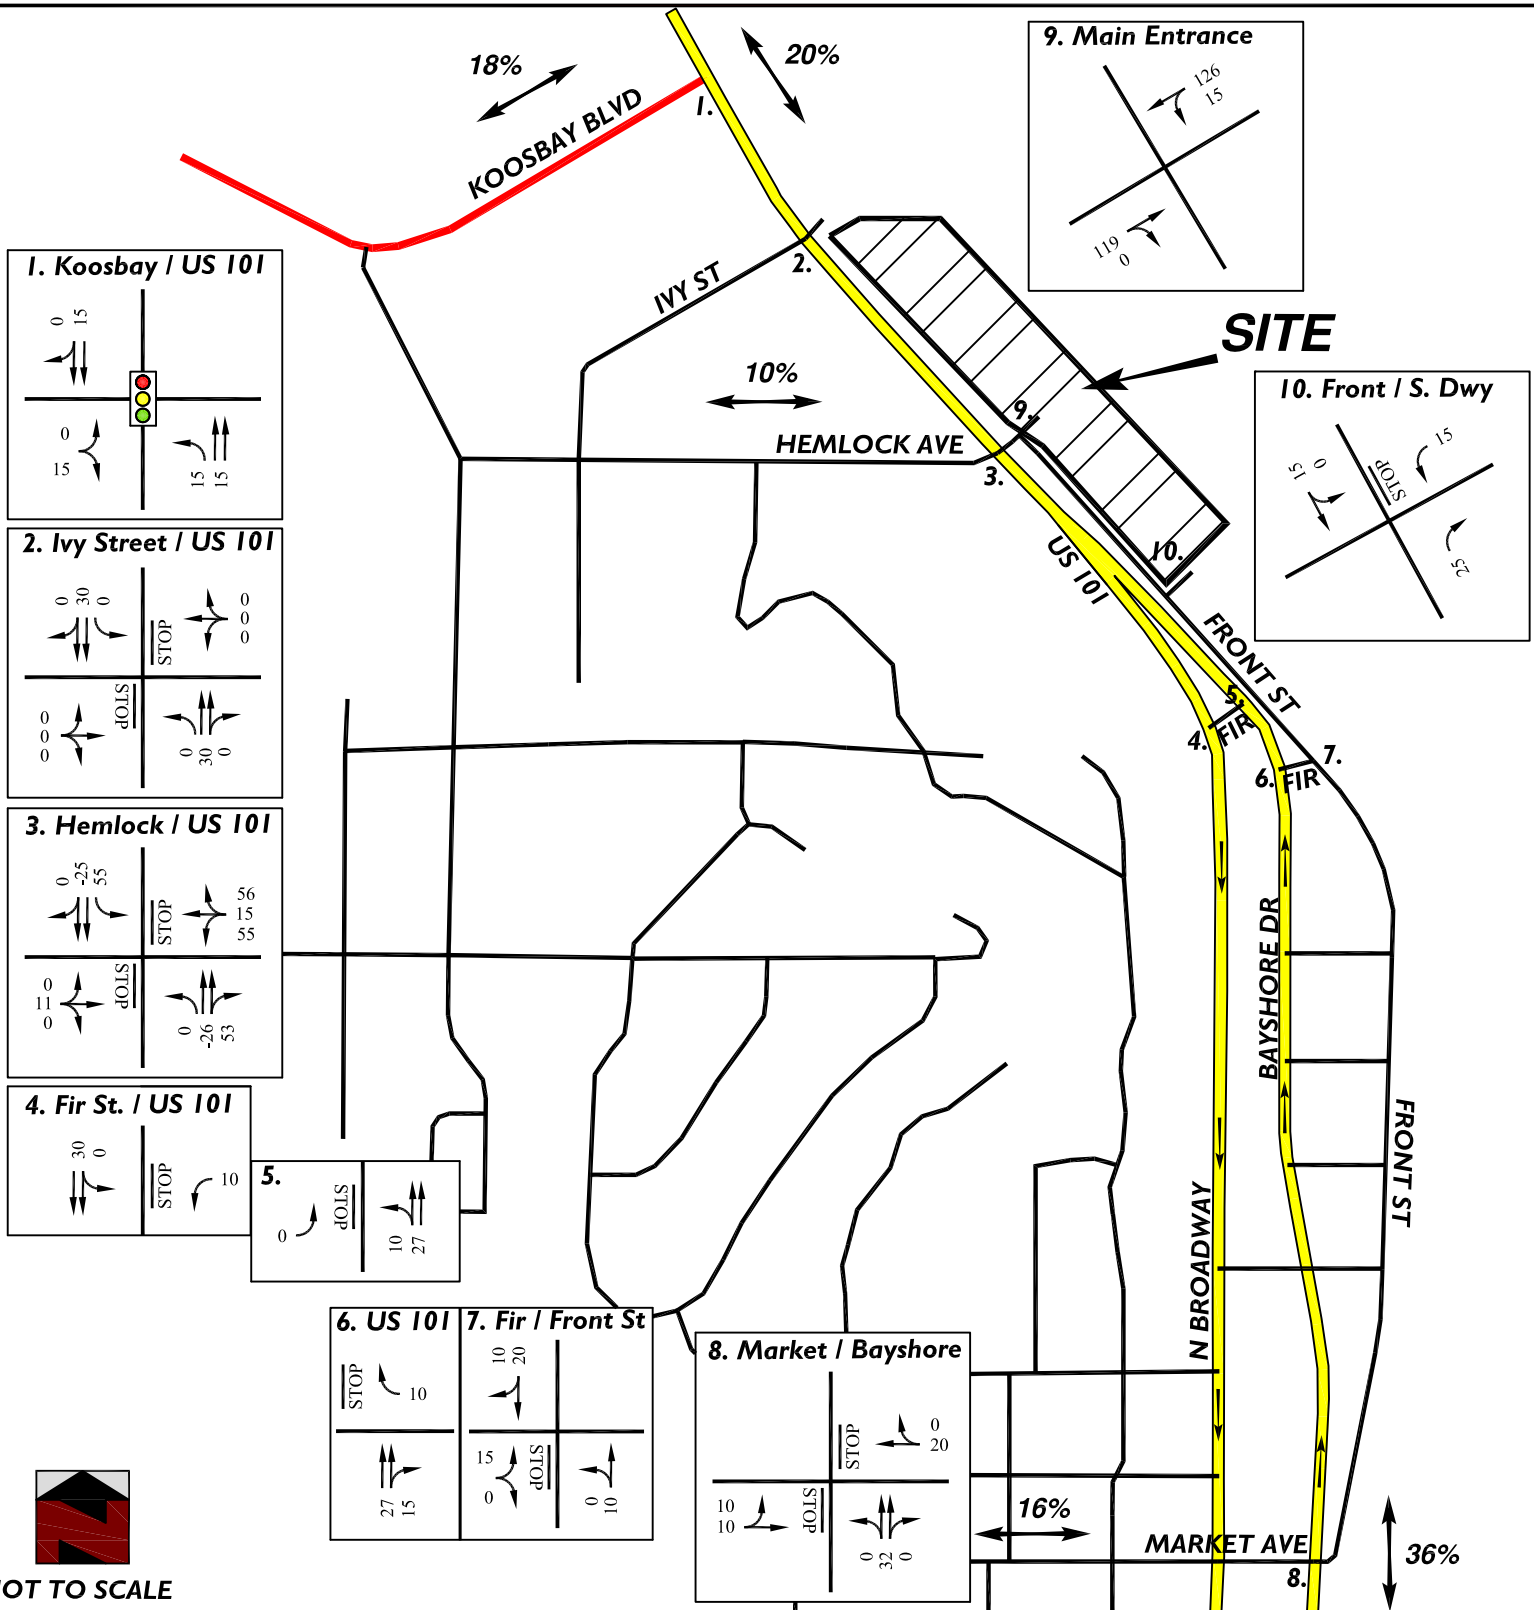 18%
20%
KOOSBAY BLVD
1.
9. Main Entrance
126
15
119
0
2.
IVY ST
SITE
10%
HEMLOCK AVE
9.
3.
10. Front / S. Dwy
15
0
STOP
15
25
10.
US 101
FRONT ST
1. Koosbay / US 101
0
15
0
15
15
15
2. Ivy Street / US 101
0
30
0
STOP
0
0
0
0
0
0
STOP
0
30
0
3. Hemlock / US 101
0
-25
55
STOP
56
15
55
0
11
0
STOP
0
-26
53
4. Fir St. / US 101
30
0
STOP
10
5.
0
STOP
10
27
5.
4.
FIR
7.
6.
FIR
BAYSHORE DR
FRONT ST
N BROADWAY
6. US 101
STOP
10
27
15
7. Fir / Front St
10
20
15
0
STOP
0
10
8. Market / Bayshore
STOP
0
20
10
10
STOP
0
32
0
16%
MARKET AVE
8.
36%
OT TO SCALE